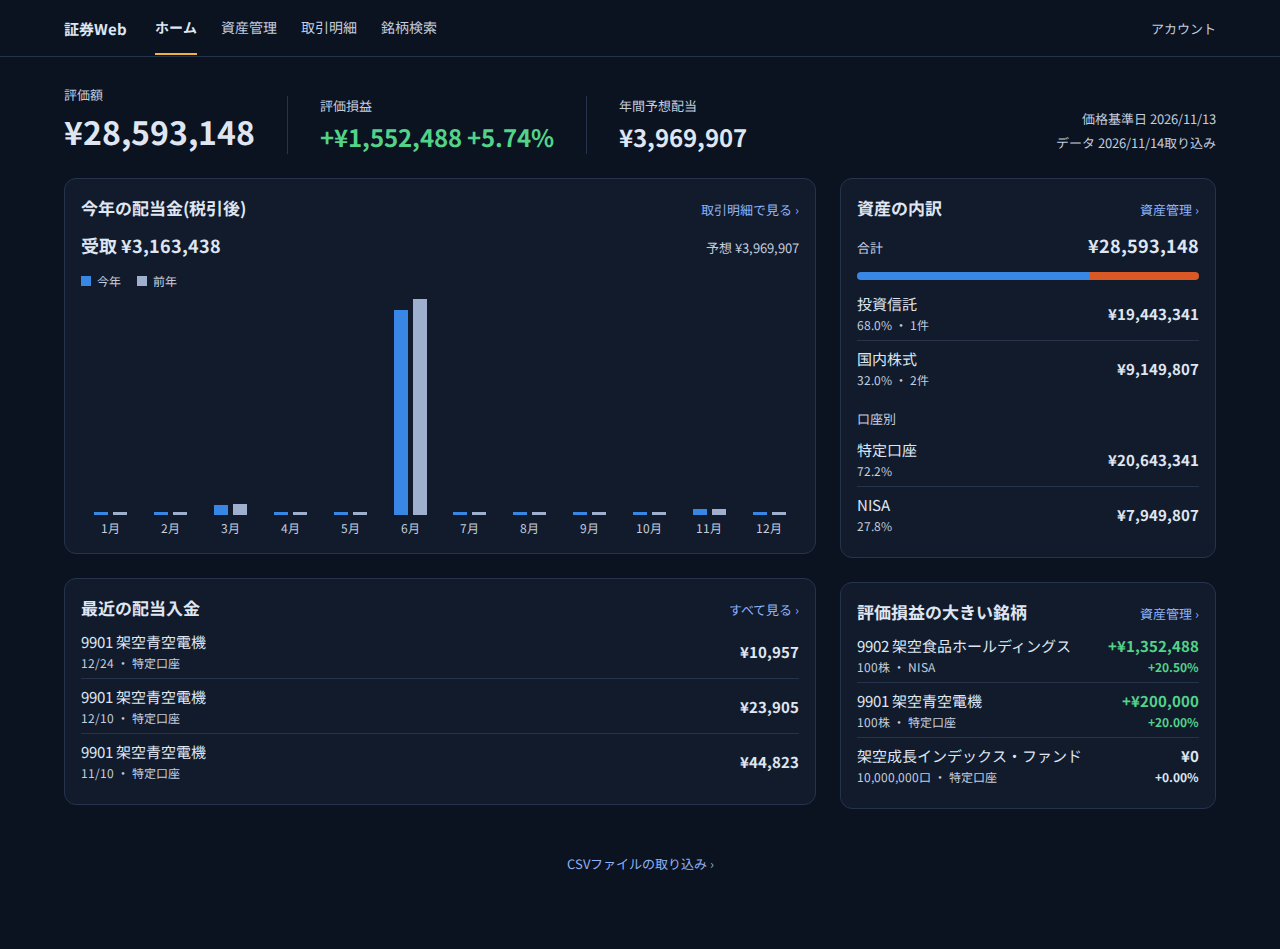 証券Web ホーム 資産管理 取引明細 銘柄検索 アカウント
評価額
¥28,593,148
評価損益
+¥1,552,488 +5.74%
年間予想配当
¥3,969,907
価格基準日 2026/11/13
データ 2026/11/14取り込み
今年の配当金(税引後) 取引明細で見る ›
受取 ¥3,163,438 予想 ¥3,969,907
今年 前年
1月 2月 3月 4月 5月 6月 7月 8月 9月 10月 11月 12月
資産の内訳 資産管理 ›
合計 ¥28,593,148
投資信託 ¥19,443,341
68.0% ・ 1件
国内株式 ¥9,149,807
32.0% ・ 2件
口座別
特定口座 ¥20,643,341
72.2%
NISA ¥7,949,807
27.8%
最近の配当入金 すべて見る ›
9901 架空青空電機 ¥10,957
12/24 ・ 特定口座
9901 架空青空電機 ¥23,905
12/10 ・ 特定口座
9901 架空青空電機 ¥44,823
11/10 ・ 特定口座
評価損益の大きい銘柄 資産管理 ›
9902 架空食品ホールディングス +¥1,352,488
100株 ・ NISA +20.50%
9901 架空青空電機 +¥200,000
100株 ・ 特定口座 +20.00%
架空成長インデックス・ファンド ¥0
10,000,000口 ・ 特定口座 +0.00%
CSVファイルの取り込み ›